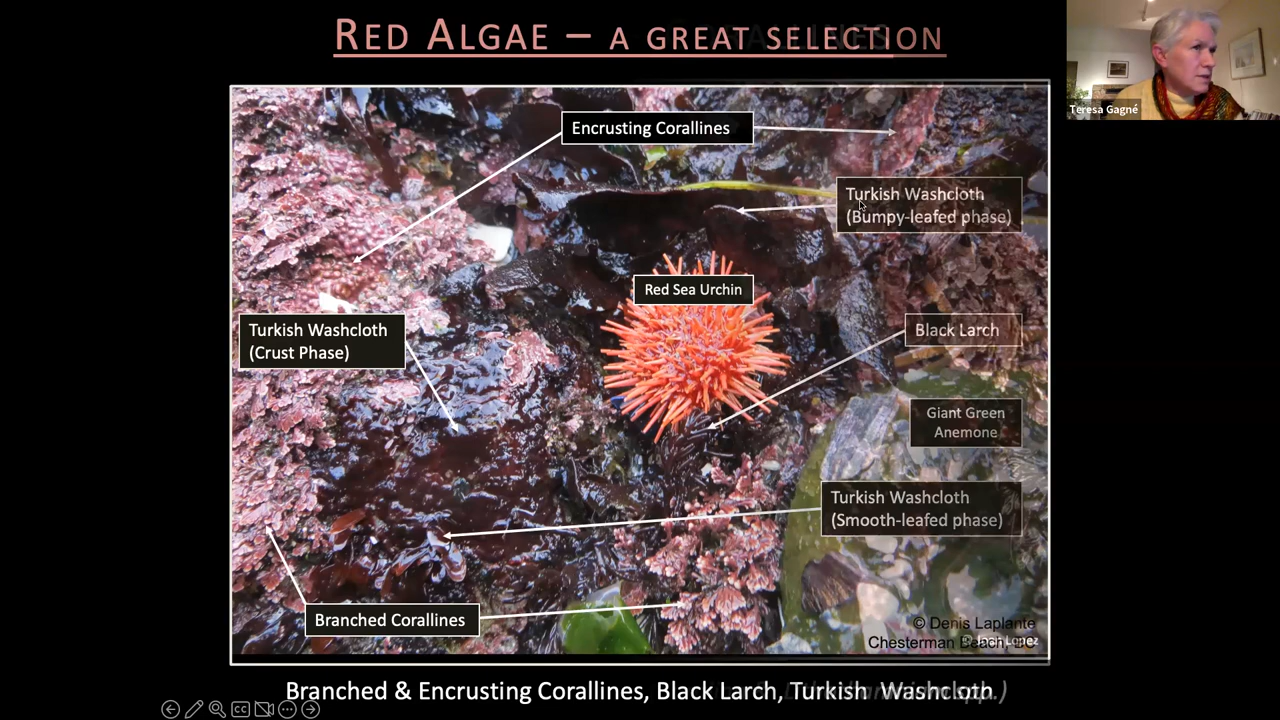 RED ALGAE – A GREAT SELECTION
Teresa Gagné
Encrusting Corallines
Turkish Washcloth
(Bumpy-leafed phase)
Red Sea Urchin
Turkish Washcloth
(Crust Phase)
Black Larch
Giant Green
Anemone
Turkish Washcloth
(Smooth-leafed phase)
Branched Corallines
© Denis Laplante
Chesterman Beach, BC
Branched & Encrusting Corallines, Black Larch, Turkish Washcloth
CC